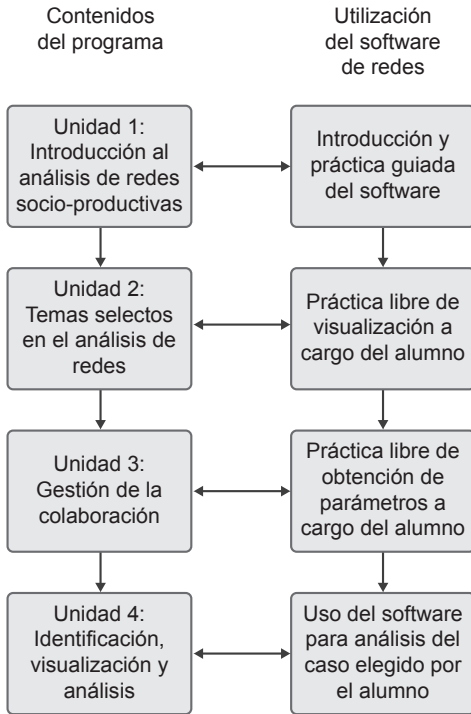 Contenidos
del programa
Utilización
del software
de redes
Unidad 1:
Introducción al
análisis de redes
socio-productivas
Introducción y
práctica guiada
del software
Unidad 2:
Temas selectos
en el análisis de
redes
Práctica libre de
visualización a
cargo del alumno
Unidad 3:
Gestión de la
colaboración
Práctica libre de
obtención de
parámetros a
cargo del alumno
Unidad 4:
Identificación,
visualización y
análisis
Uso del software
para análisis del
caso elegido por
el alumno